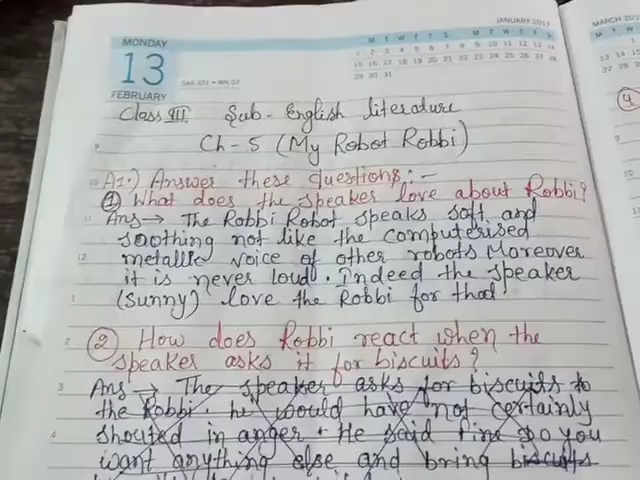 JANUARY 2017
MONDAY
13
FEBRUARY
M T W T F S
MARCH 201
Class III Sub- English literature
Ch-5 (My Robot Robbi)
A1.) Answer these questions:-
① What does the speaker love about Robbi?
Ans → The Robbi Robot speaks soft and
soothing not like the computerised
metallic voice of other robots Moreover
it is never loud. Indeed the speaker
(Sunny) love the Robbi for that
② How does Robbi react when the
speaker asks it for biscuits?
Ans → The speaker asks for biscuits to
the Robbi. he would have not certainly
shouted in anger. He said fine Do you
want anything else and bring biscuits
④